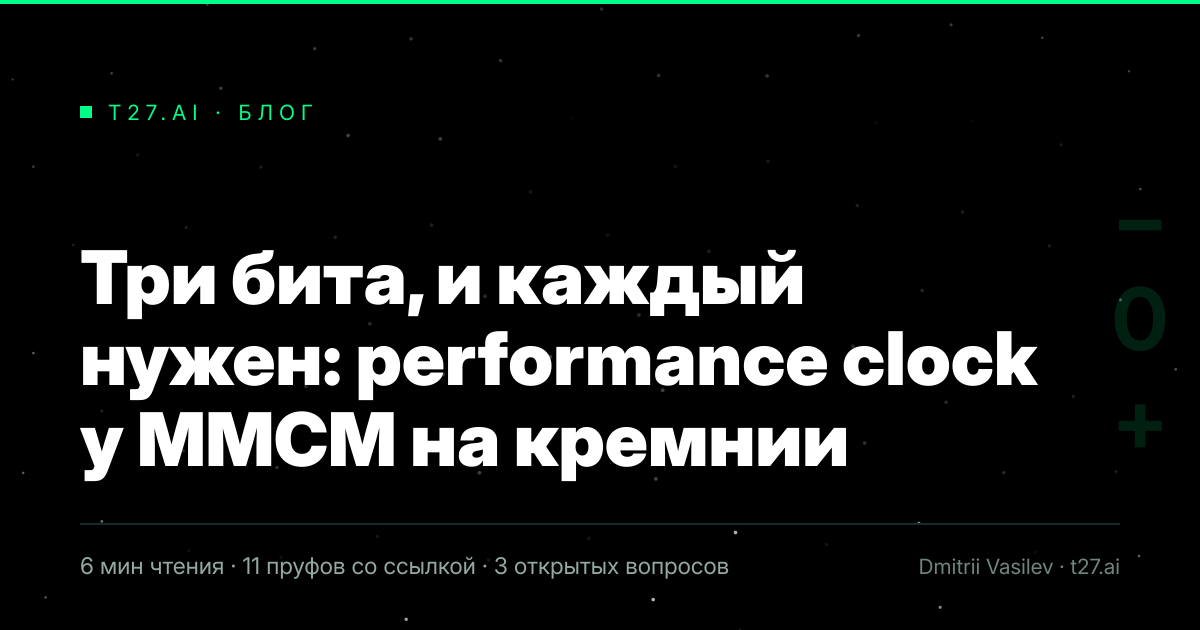 T27.AI · БЛОГ
Три бита, и каждый
нужен: performance clock
у MMCM на кремнии
−
0
+
6 мин чтения · 11 пруфов со ссылкой · 3 открытых вопросов
Dmitrii Vasilev · t27.ai